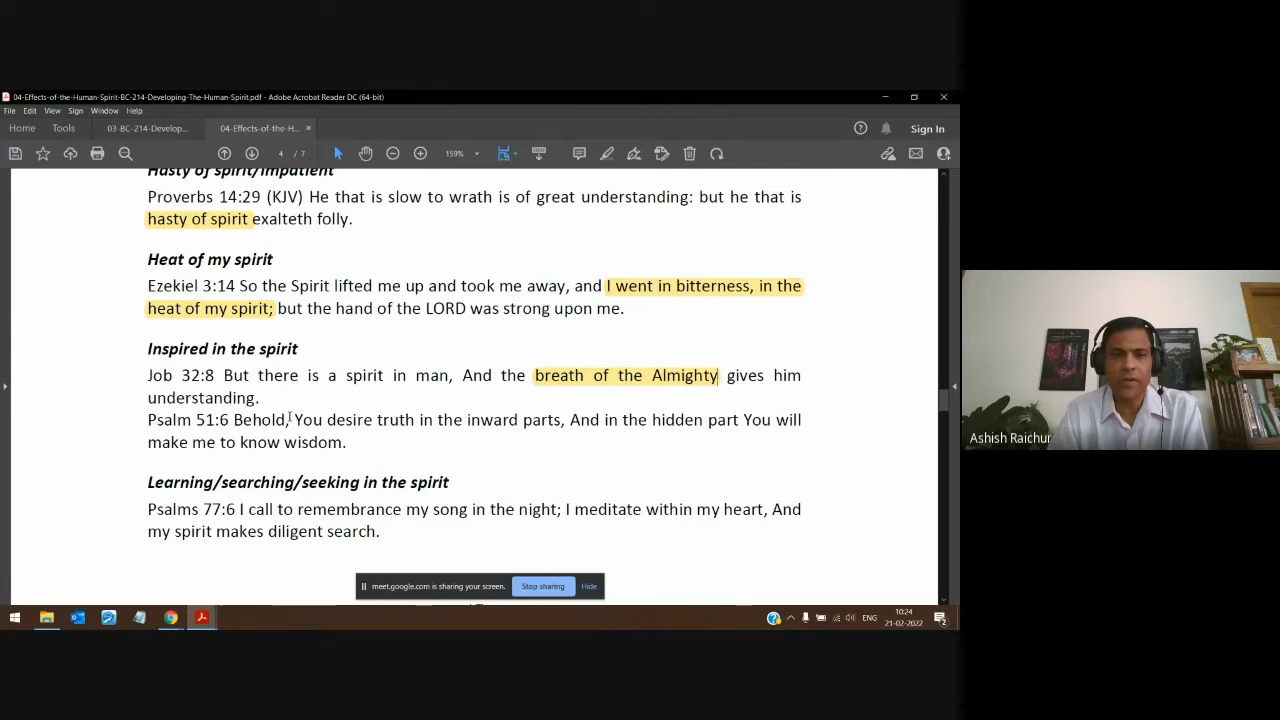 04-Effects-of-the-Human-Spirit-BC-214-Developing-The-Human-Spirit.pdf - Adobe Acrobat Reader DC (64-bit)
File Edit View Sign Window Help
Home Tools 03-BC-214-Develop... 04-Effects-of-the-H... × Sign In
4 / 7 159%
Hasty of spirit/impatient
Proverbs 14:29 (KJV) He that is slow to wrath is of great understanding: but he that is
hasty of spirit exalteth folly.
Heat of my spirit
Ezekiel 3:14 So the Spirit lifted me up and took me away, and I went in bitterness, in the
heat of my spirit; but the hand of the LORD was strong upon me.
Inspired in the spirit
Job 32:8 But there is a spirit in man, And the breath of the Almighty gives him
understanding.
Psalm 51:6 Behold, You desire truth in the inward parts, And in the hidden part You will
make me to know wisdom.
Learning/searching/seeking in the spirit
Psalms 77:6 I call to remembrance my song in the night; I meditate within my heart, And
my spirit makes diligent search.
meet.google.com is sharing your screen. Stop sharing Hide
ENG 10:24
21-02-2022
Ashish Raichur